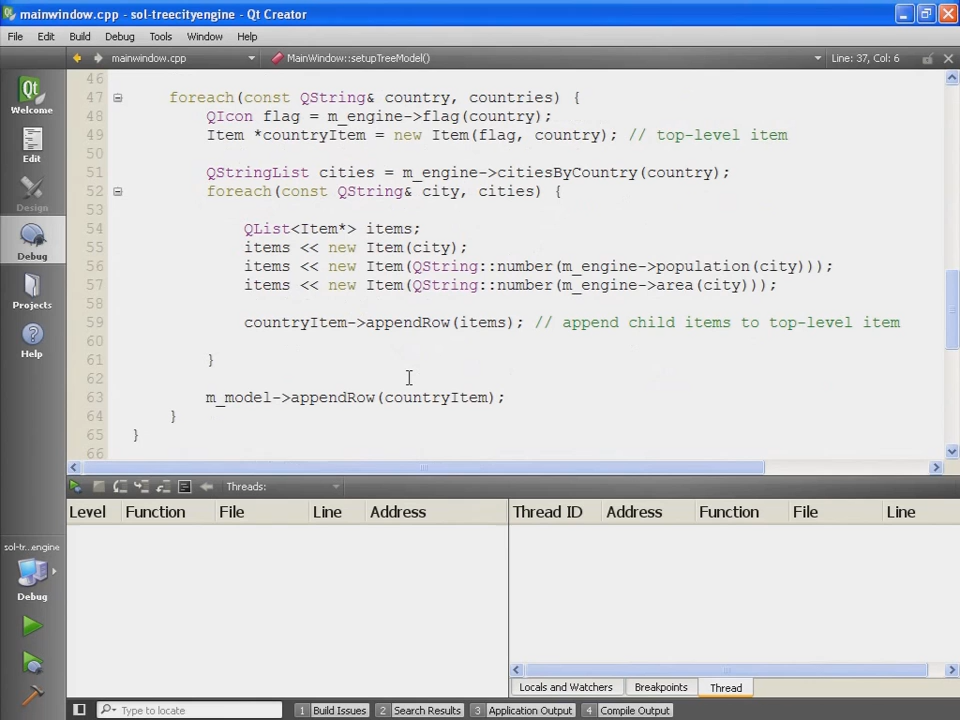 mainwindow.cpp - sol-treecityengine - Qt Creator
File Edit Build Debug Tools Window Help
mainwindow.cpp MainWindow::setupTreeModel() Line: 37, Col: 6
Welcome
Edit
Design
Debug
Projects
Help
46
47 foreach(const QString& country, countries) {
48 QIcon flag = m_engine->flag(country);
49 Item *countryItem = new Item(flag, country); // top-level item
50
51 QStringList cities = m_engine->citiesByCountry(country);
52 foreach(const QString& city, cities) {
53
54 QList<Item*> items;
55 items << new Item(city);
56 items << new Item(QString::number(m_engine->population(city)));
57 items << new Item(QString::number(m_engine->area(city)));
58
59 countryItem->appendRow(items); // append child items to top-level item
60
61 }
62
63 m_model->appendRow(countryItem);
64 }
65 }
66
Threads:
Level Function File Line Address
Thread ID Address Function File Line
sol-tr...engine
Debug
Locals and Watchers Breakpoints Thread
Type to locate 1 Build Issues 2 Search Results 3 Application Output 4 Compile Output